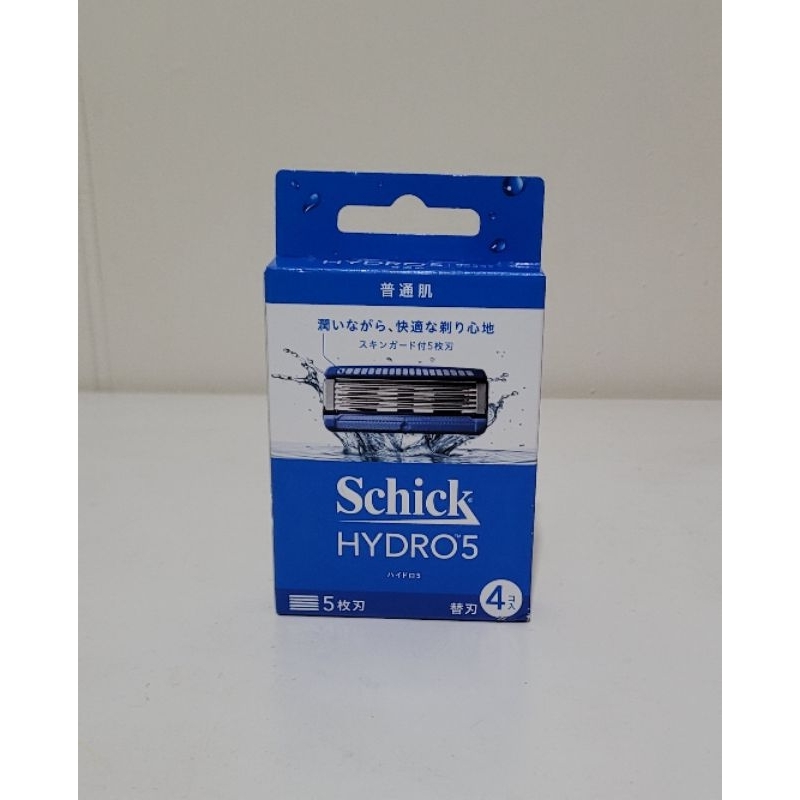 HYDRO5
普通肌
潤いながら、快適な剃り心地
スキンガード付5枚刃
Schick®
HYDRO™5
ハイドロ5
5枚刃
替刃 4コ入